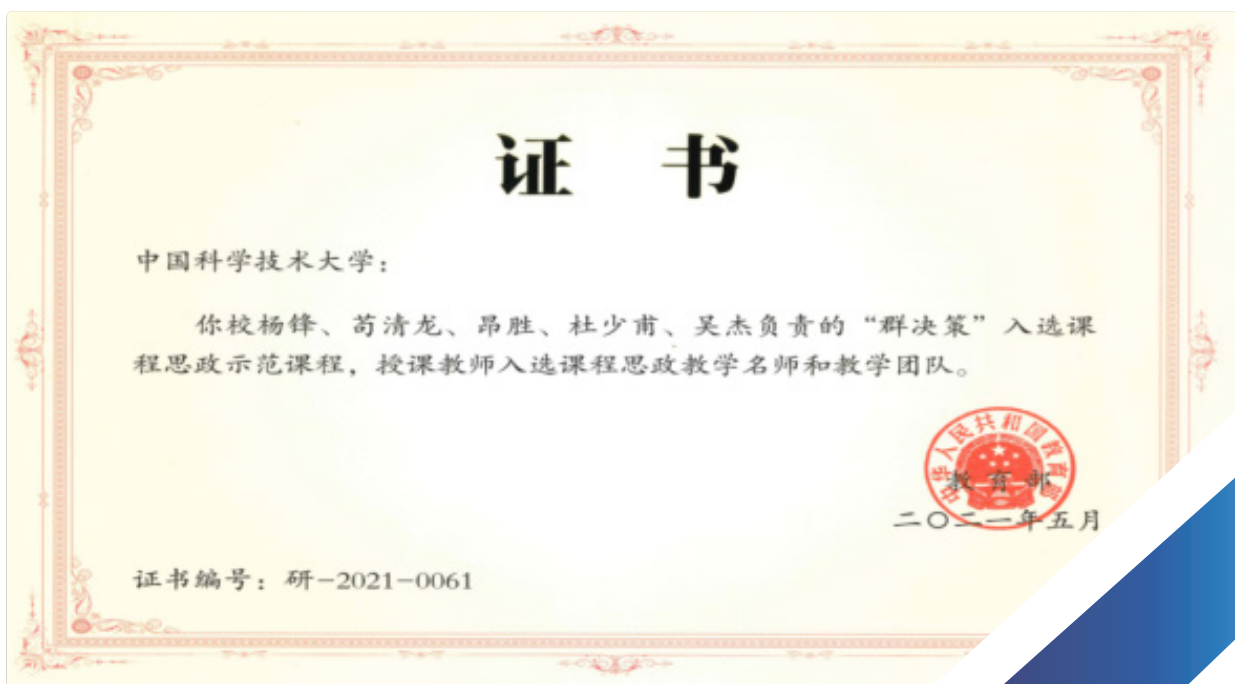 证 书
中国科学技术大学：
你校杨锋、苟清龙、昂胜、杜少甫、吴杰负责的“群决策”入选课
程思政示范课程，授课教师入选课程思政教学名师和教学团队。
中华人民共和国教育部
教育部
二〇二一年五月
证书编号：研-2021-0061